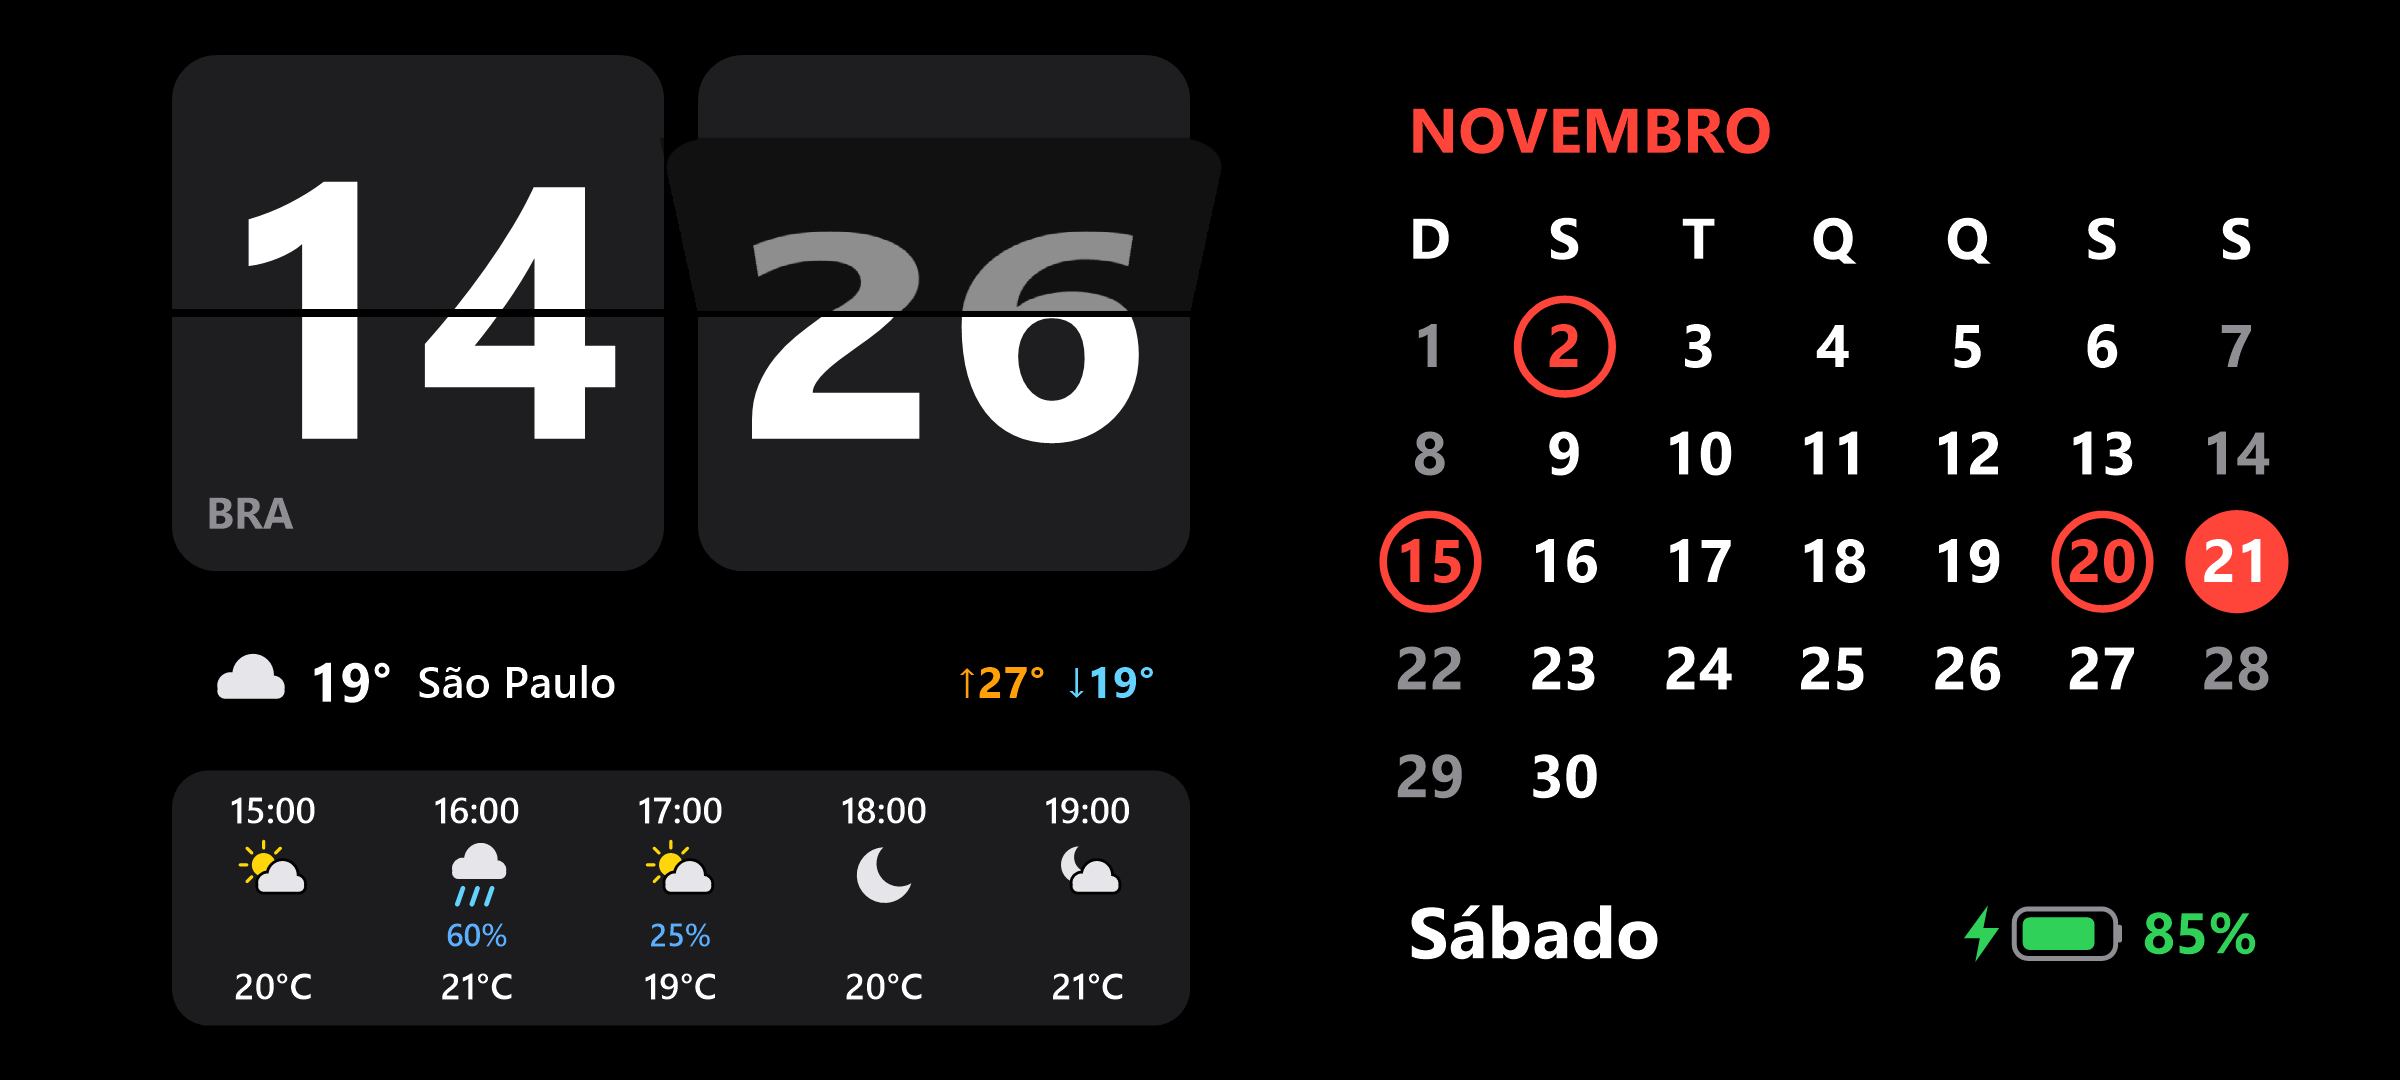 14 26
BRA
19° São Paulo ↑27° ↓19°
15:00 16:00 17:00 18:00 19:00
60% 25%
20°C 21°C 19°C 20°C 21°C
NOVEMBRO
D S T Q Q S S
1 2 3 4 5 6 7
8 9 10 11 12 13 14
15 16 17 18 19 20 21
22 23 24 25 26 27 28
29 30
Sábado 85%